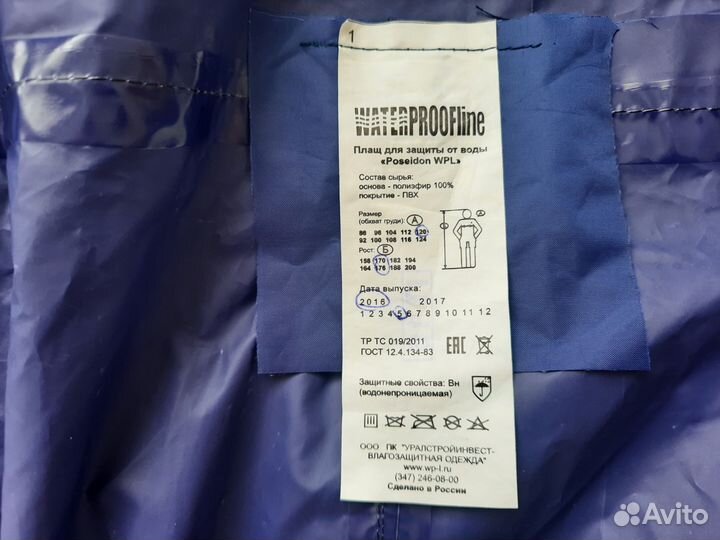 1
WATERPROOFline
Плащ для защиты от воды
«Poseidon WPL»
Состав сырья:
основа - полиэфир 100%
покрытие - ПВХ
Размер
(обхват груди): А
88 96 104 112 120
92 100 108 116 124
Рост: Б
158 170 182 194
164 176 188 200
Дата выпуска:
2016 2017
1 2 3 4 5 6 7 8 9 10 11 12
ТР ТС 019/2011
ГОСТ 12.4.134-83
EAC
Защитные свойства: Вн
(водонепроницаемая)
ООО ПК "УРАЛСТРОЙИНВЕСТ-
ВЛАГОЗАЩИТНАЯ ОДЕЖДА"
www.wp-l.ru
(347) 246-08-00
Сделано в России
Avito